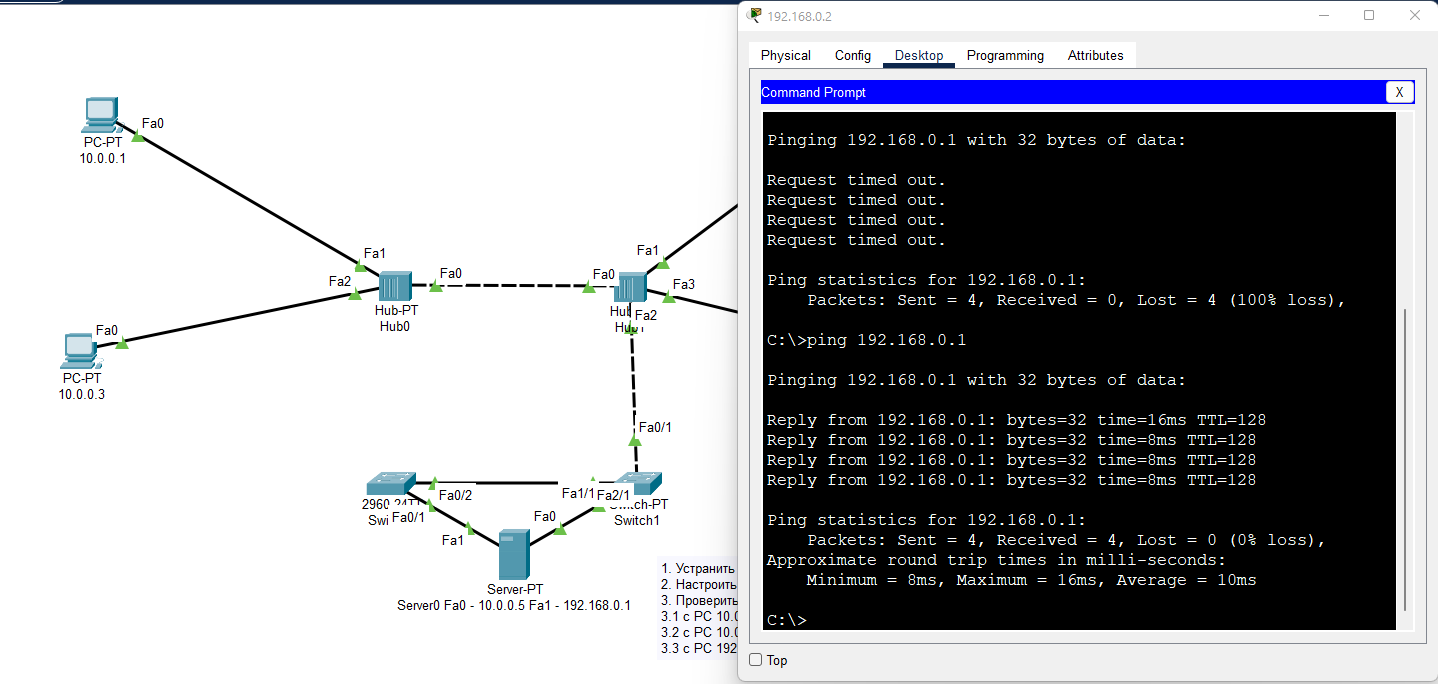 192.168.0.2
Physical Config Desktop Programming Attributes
Command Prompt X
Pinging 192.168.0.1 with 32 bytes of data:
Request timed out.
Request timed out.
Request timed out.
Request timed out.
Ping statistics for 192.168.0.1:
Packets: Sent = 4, Received = 0, Lost = 4 (100% loss),
C:\>ping 192.168.0.1
Pinging 192.168.0.1 with 32 bytes of data:
Reply from 192.168.0.1: bytes=32 time=16ms TTL=128
Reply from 192.168.0.1: bytes=32 time=8ms TTL=128
Reply from 192.168.0.1: bytes=32 time=8ms TTL=128
Reply from 192.168.0.1: bytes=32 time=8ms TTL=128
Ping statistics for 192.168.0.1:
Packets: Sent = 4, Received = 4, Lost = 0 (0% loss),
Approximate round trip times in milli-seconds:
Minimum = 8ms, Maximum = 16ms, Average = 10ms
C:\>
Top
Fa0
PC-PT
10.0.0.1
Fa1
Fa2
Fa0
Hub-PT
Hub0
Fa0
PC-PT
10.0.0.3
Fa1
Fa0
Fa3
Fa2
Fa0/1
Fa0/2
Fa0/1
Fa1/1
Fa2/1
Switch1
Fa0
Fa1
Server-PT
Server0 Fa0 - 10.0.0.5 Fa1 - 192.168.0.1
1. Устранить
2. Настроить
3. Проверить
3.1 с PC 10.0
3.2 с PC 10.0
3.3 с PC 192